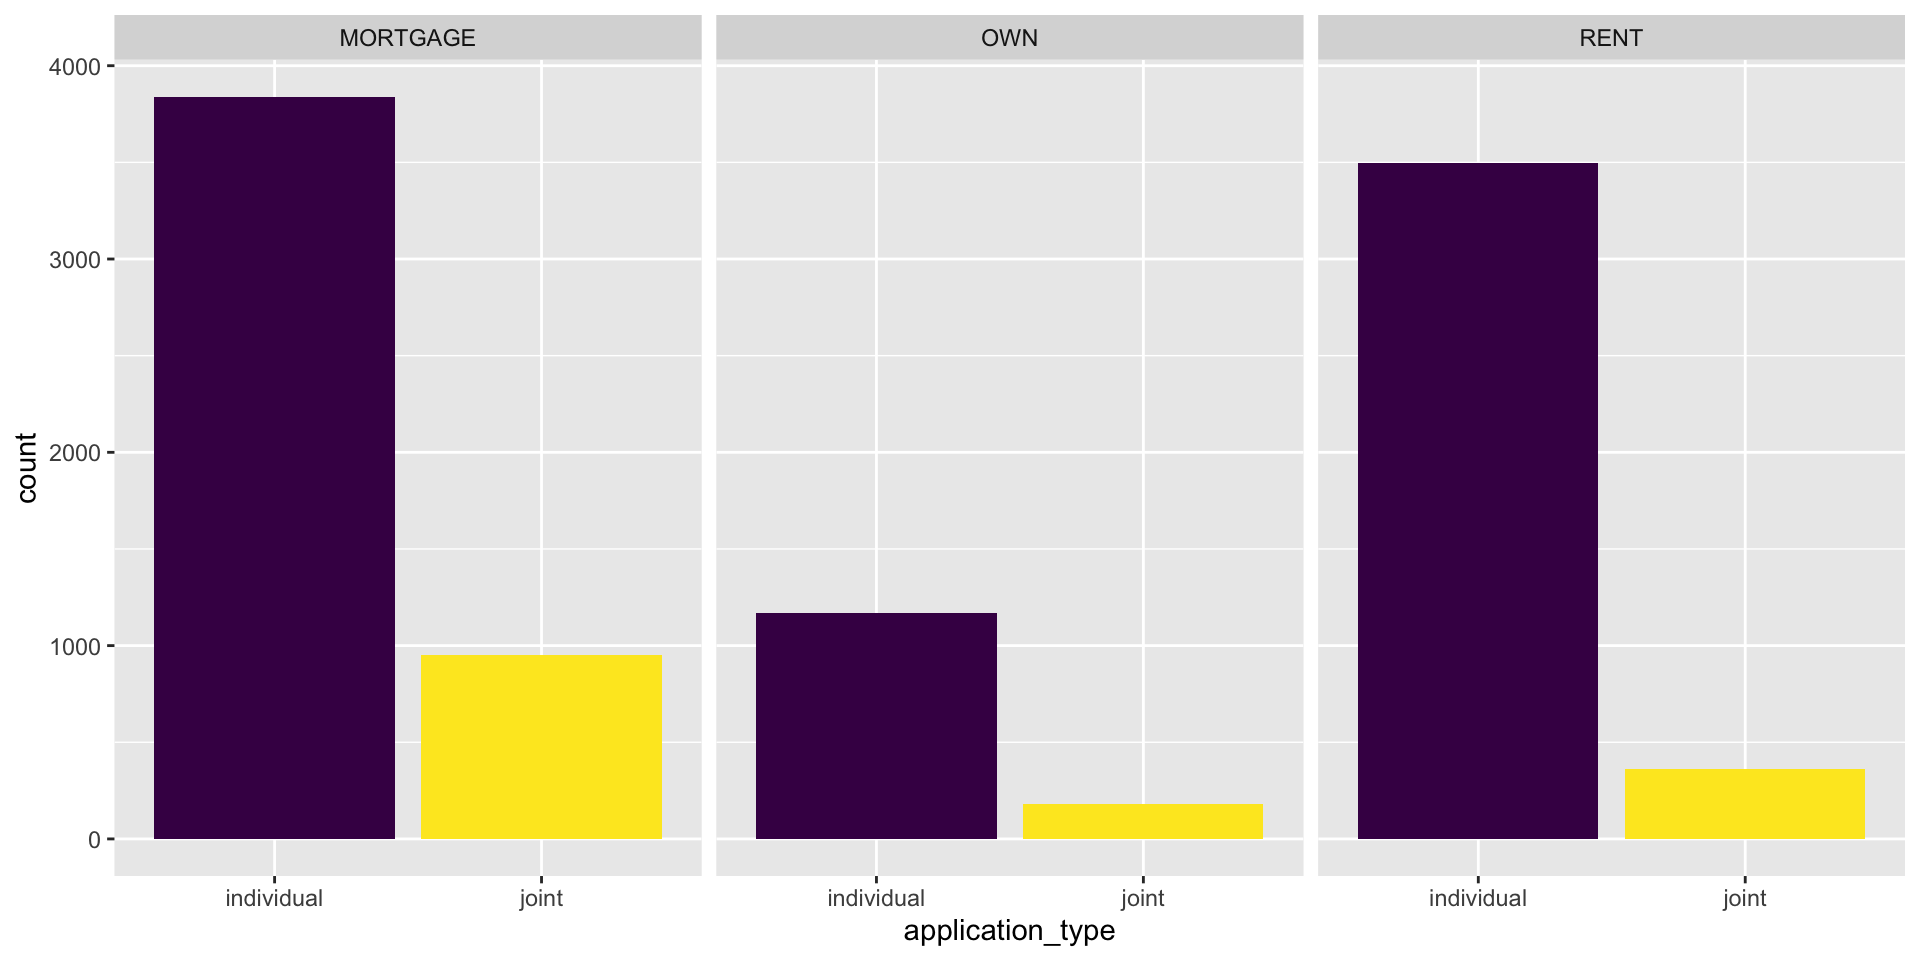 MORTGAGE OWN RENT
4000
3000
2000
1000
0
count
individual joint individual joint individual joint
application_type